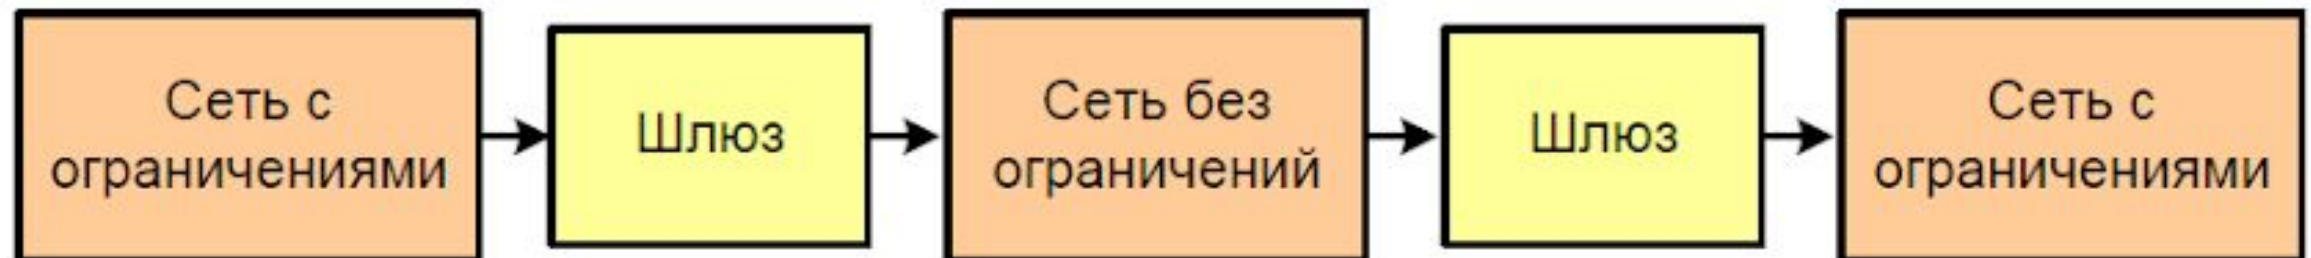 Сеть с
ограничениями
Шлюз
Сеть без
ограничений
Шлюз
Сеть с
ограничениями